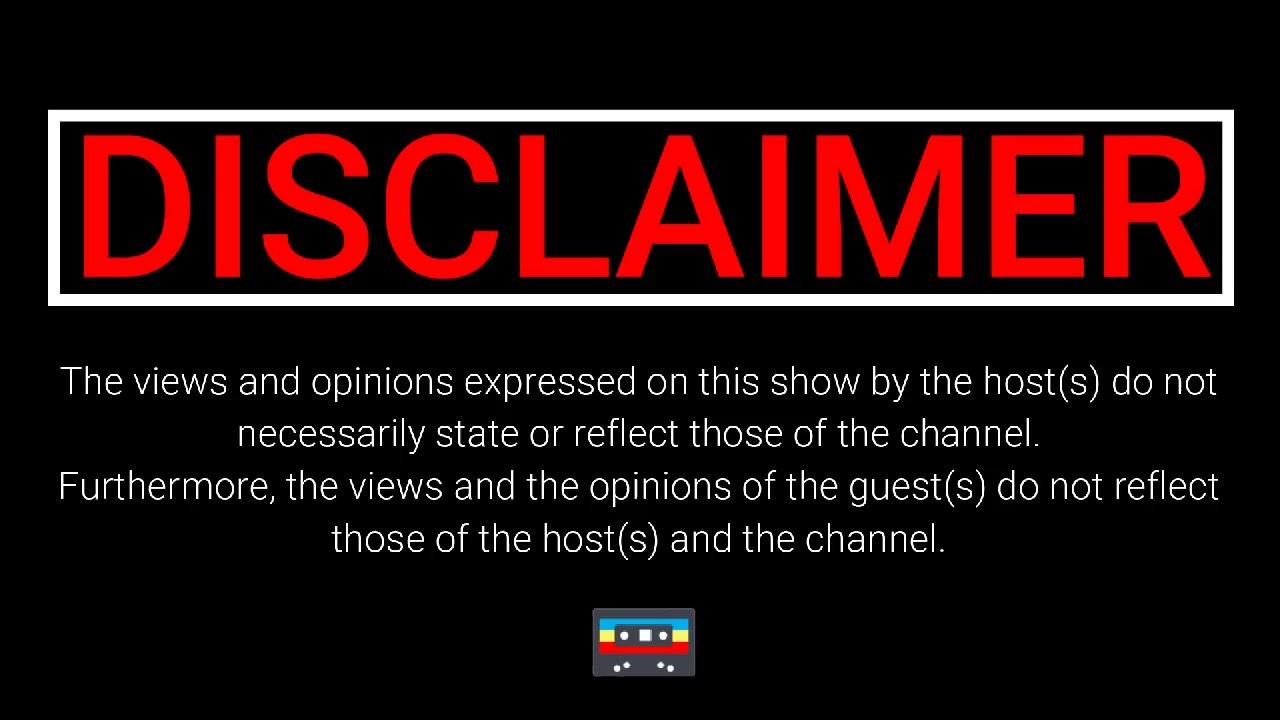 DISCLAIMER
The views and opinions expressed on this show by the host(s) do not
necessarily state or reflect those of the channel.
Furthermore, the views and the opinions of the guest(s) do not reflect
those of the host(s) and the channel.